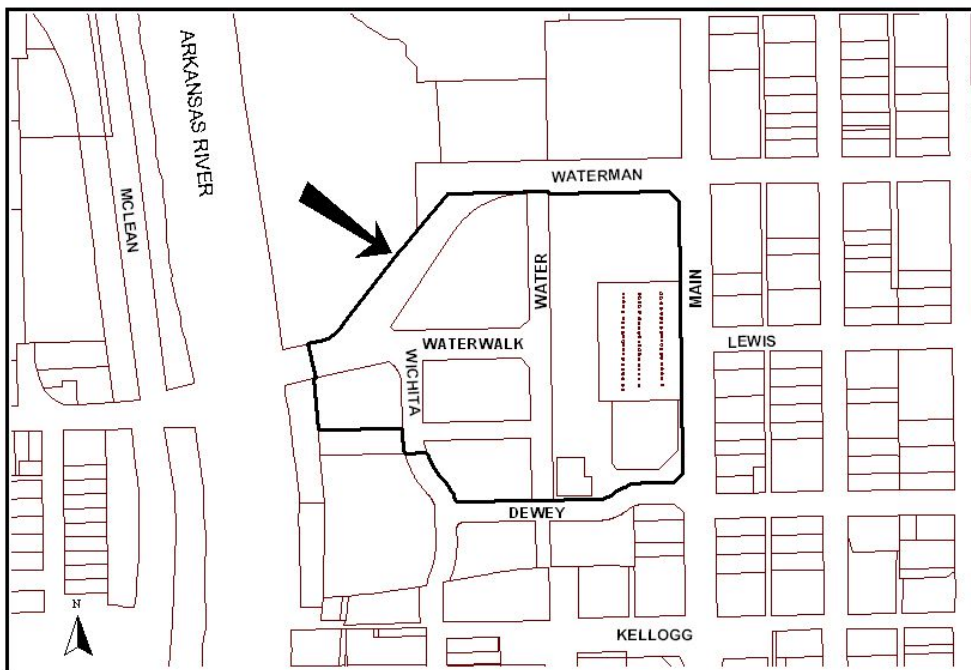 ARKANSAS RIVER
WATERMAN
MCLEAN
WATER
MAIN
WATERWALK
LEWIS
WICHITA
DEWEY
N
KELLOGG